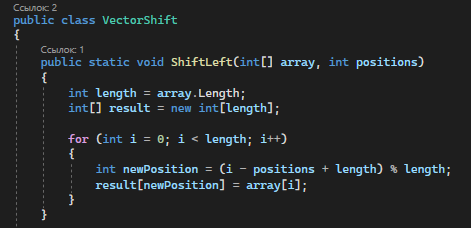 Ссылок: 2
public class VectorShift
{
Ссылок: 1
public static void ShiftLeft(int[] array, int positions)
{
int length = array.Length;
int[] result = new int[length];
for (int i = 0; i < length; i++)
{
int newPosition = (i - positions + length) % length;
result[newPosition] = array[i];
}
}